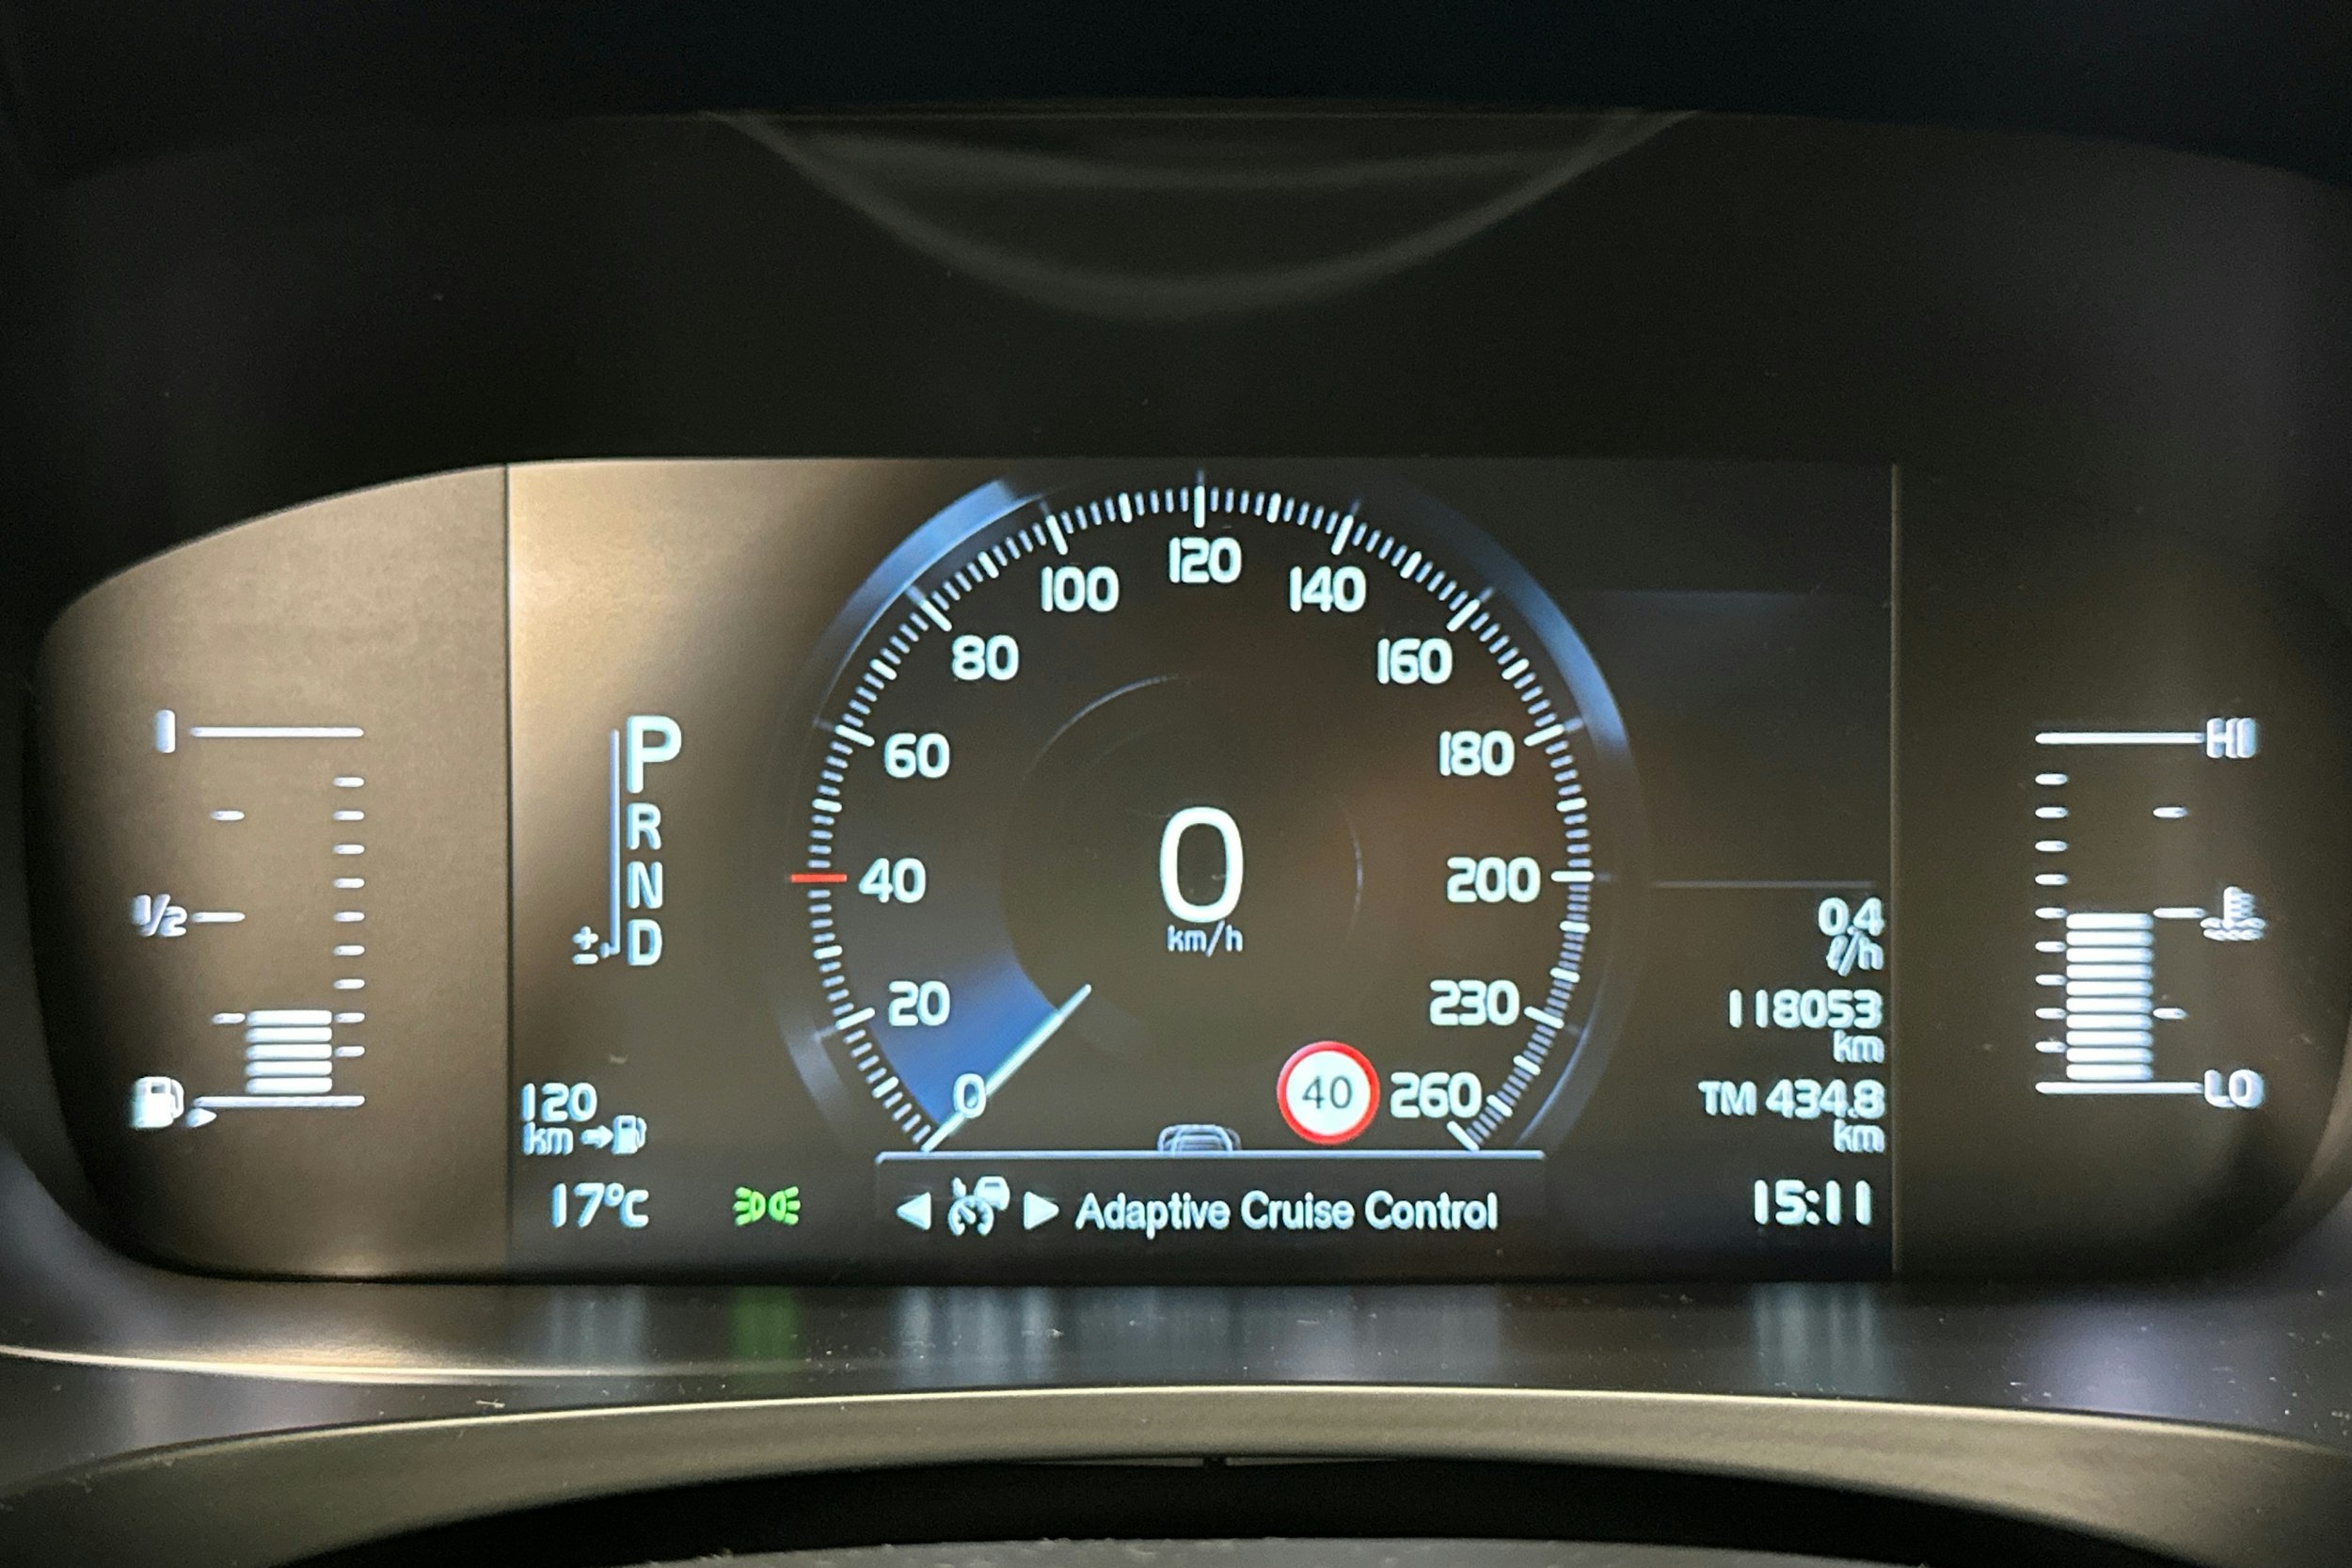 1
1/2
P
R
N
± D
120
km
17°C
0
20
40
60
80
100
120
140
160
180
200
230
260
0
km/h
40
Adaptive Cruise Control
0.4
ℓ/h
118053
km
TM 434.8
km
15:11
HI
LO